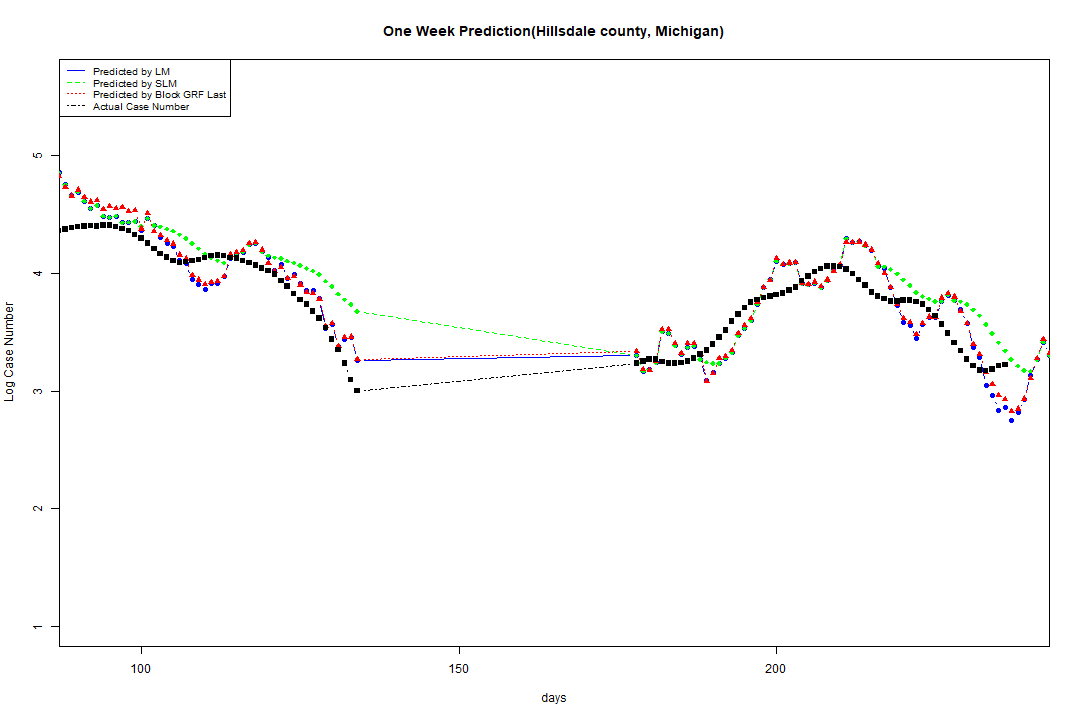 One Week Prediction(Hillsdale county, Michigan)
Predicted by LM
Predicted by SLM
Predicted by Block GRF Last
Actual Case Number
5
4
3
2
1
Log Case Number
100 150 200
days